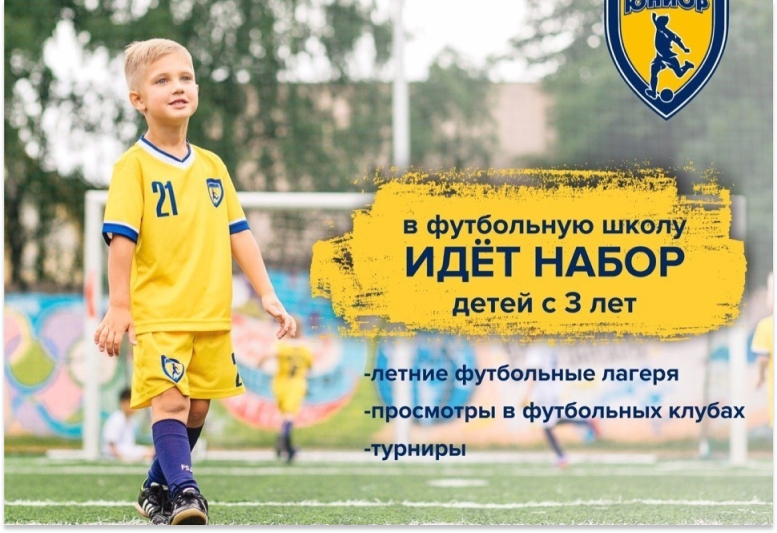 ЮНИОР
21
в футбольную школу
ИДЁТ НАБОР
детей с 3 лет
-летние футбольные лагеря
-просмотры в футбольных клубах
-турниры